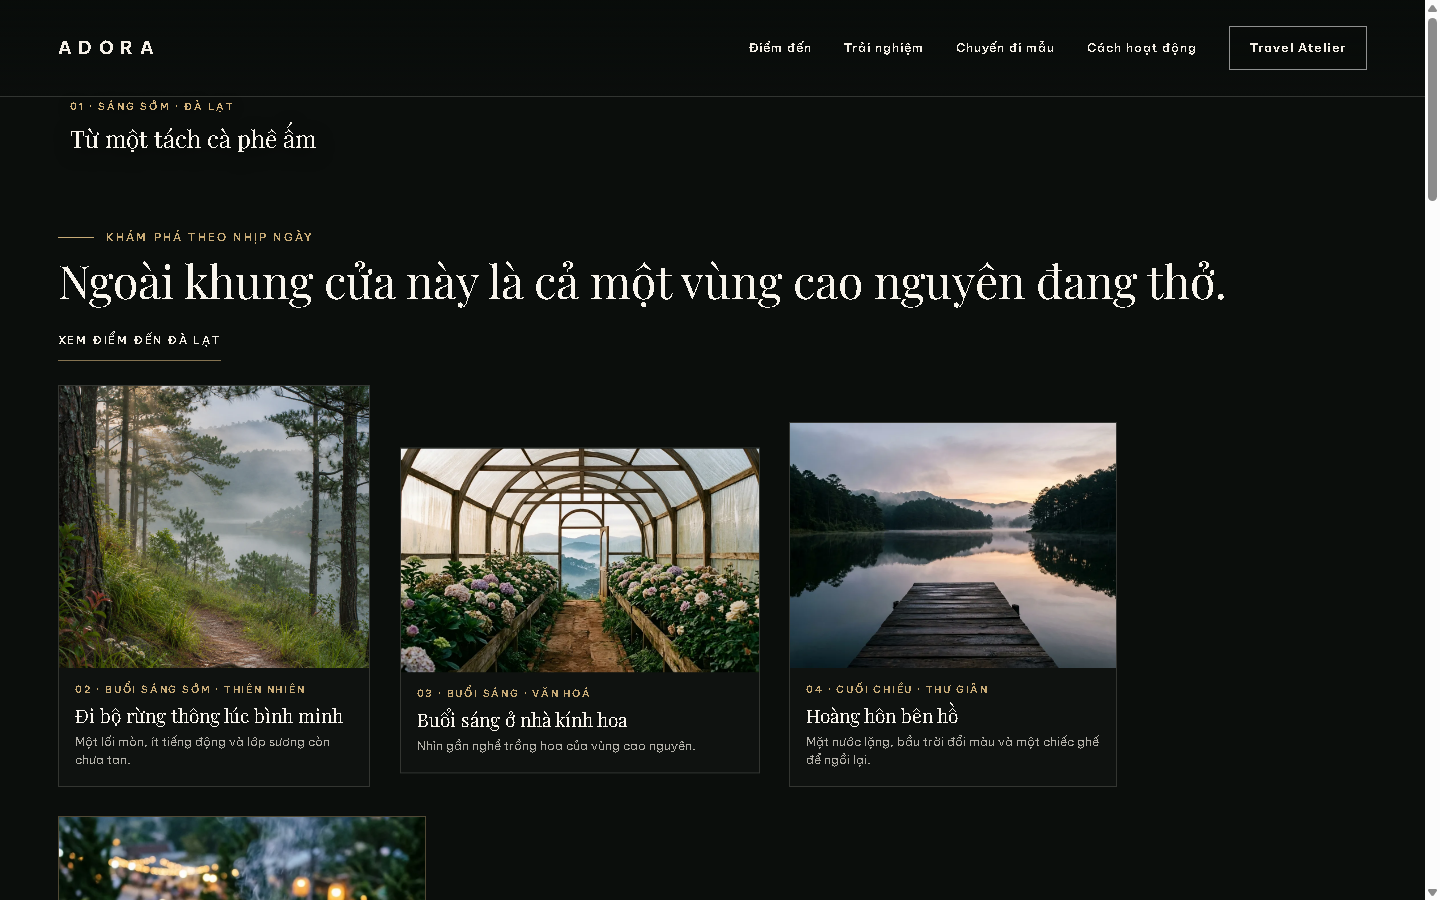 ADORA
Điểm đến
Trải nghiệm
Chuyến đi mẫu
Cách hoạt động
Travel Atelier
01 · SÁNG SỚM · ĐÀ LẠT
Từ một tách cà phê ấm
KHÁM PHÁ THEO NHỊP NGÀY
Ngoài khung cửa này là cả một vùng cao nguyên đang thở.
XEM ĐIỂM ĐẾN ĐÀ LẠT
02 · BUỔI SÁNG SỚM · THIÊN NHIÊN
Đi bộ rừng thông lúc bình minh
Một lối mòn, ít tiếng động và lớp sương còn
chưa tan.
03 · BUỔI SÁNG · VĂN HOÁ
Buổi sáng ở nhà kính hoa
Nhìn gần nghề trồng hoa của vùng cao nguyên.
04 · CUỐI CHIỀU · THƯ GIÃN
Hoàng hôn bên hồ
Mặt nước lặng, bầu trời đổi màu và một chiếc ghế
để ngồi lại.